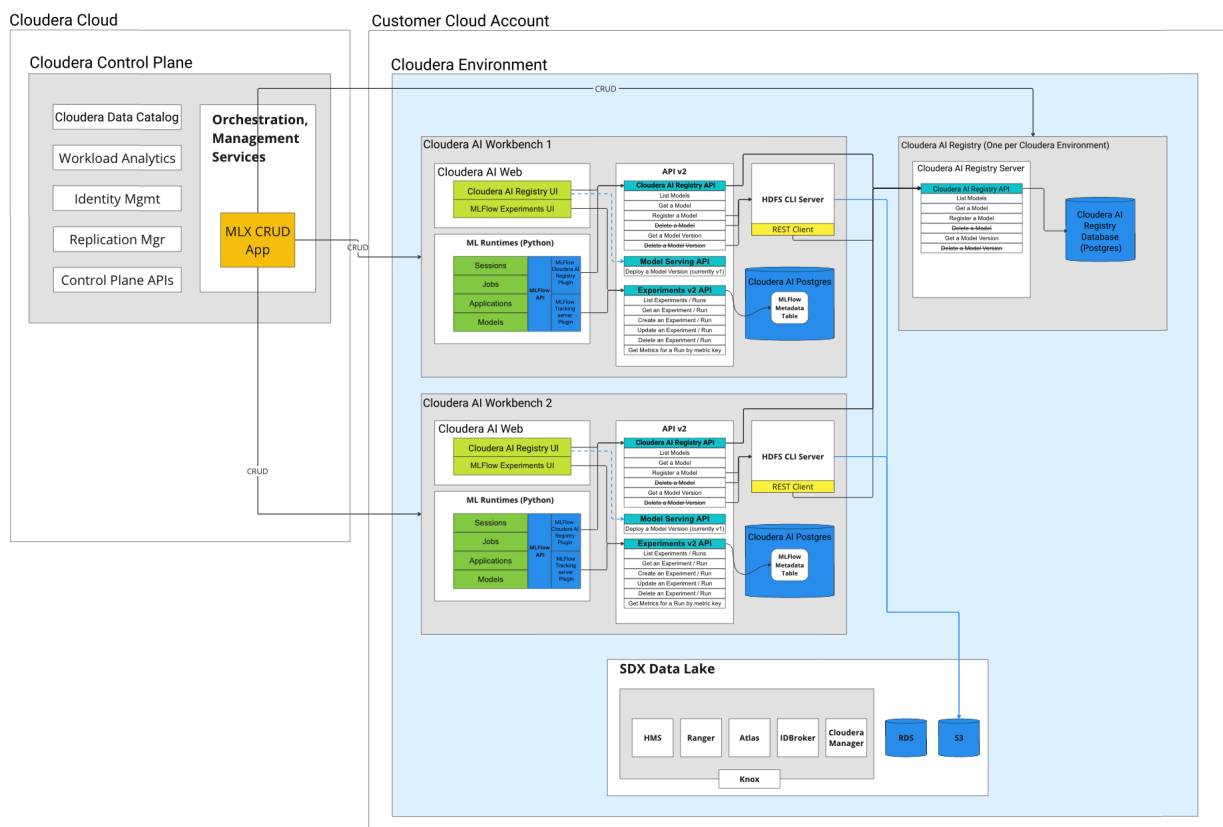 Cloudera Cloud
Customer Cloud Account
Cloudera Control Plane
Cloudera Data Catalog
Workload Analytics
Identity Mgmt
Replication Mgr
Control Plane APIs
Orchestration,
Management
Services
MLX CRUD
App
CRUD
CRUD
CRUD
Cloudera Environment
Cloudera AI Workbench 1
Cloudera AI Web
Cloudera AI Registry UI
MLFlow Experiments UI
ML Runtimes (Python)
Sessions
Jobs
Applications
Models
MLFlow
API
MLFlow
Cloudera AI
Registry
Plugin
MLFlow
Tracking
server
Plugin
API v2
Cloudera AI Registry API
List Models
Get a Model
Register a Model
Delete a Model
Get a Model Version
Delete a Model Version
Model Serving API
Deploy a Model Version (currently v1)
Experiments v2 API
List Experiments / Runs
Get an Experiment / Run
Create an Experiment / Run
Update an Experiment / Run
Delete an Experiment / Run
Get Metrics for a Run by metric key
HDFS CLI Server
REST Client
Cloudera AI Postgres
MLFlow
Metadata
Table
Cloudera AI Registry (One per Cloudera Environment)
Cloudera AI Registry Server
Cloudera AI Registry API
List Models
Get a Model
Register a Model
Delete a Model
Get a Model Version
Delete a Model Version
Cloudera AI
Registry
Database
(Postgres)
Cloudera AI Workbench 2
Cloudera AI Web
Cloudera AI Registry UI
MLFlow Experiments UI
ML Runtimes (Python)
Sessions
Jobs
Applications
Models
MLFlow
API
MLFlow
Cloudera AI
Registry
Plugin
MLFlow
Tracking
server
Plugin
API v2
Cloudera AI Registry API
List Models
Get a Model
Register a Model
Delete a Model
Get a Model Version
Delete a Model Version
Model Serving API
Deploy a Model Version (currently v1)
Experiments v2 API
List Experiments / Runs
Get an Experiment / Run
Create an Experiment / Run
Update an Experiment / Run
Delete an Experiment / Run
Get Metrics for a Run by metric key
HDFS CLI Server
REST Client
Cloudera AI Postgres
MLFlow
Metadata
Table
SDX Data Lake
HMS
Ranger
Atlas
IDBroker
Cloudera
Manager
Knox
RDS
S3